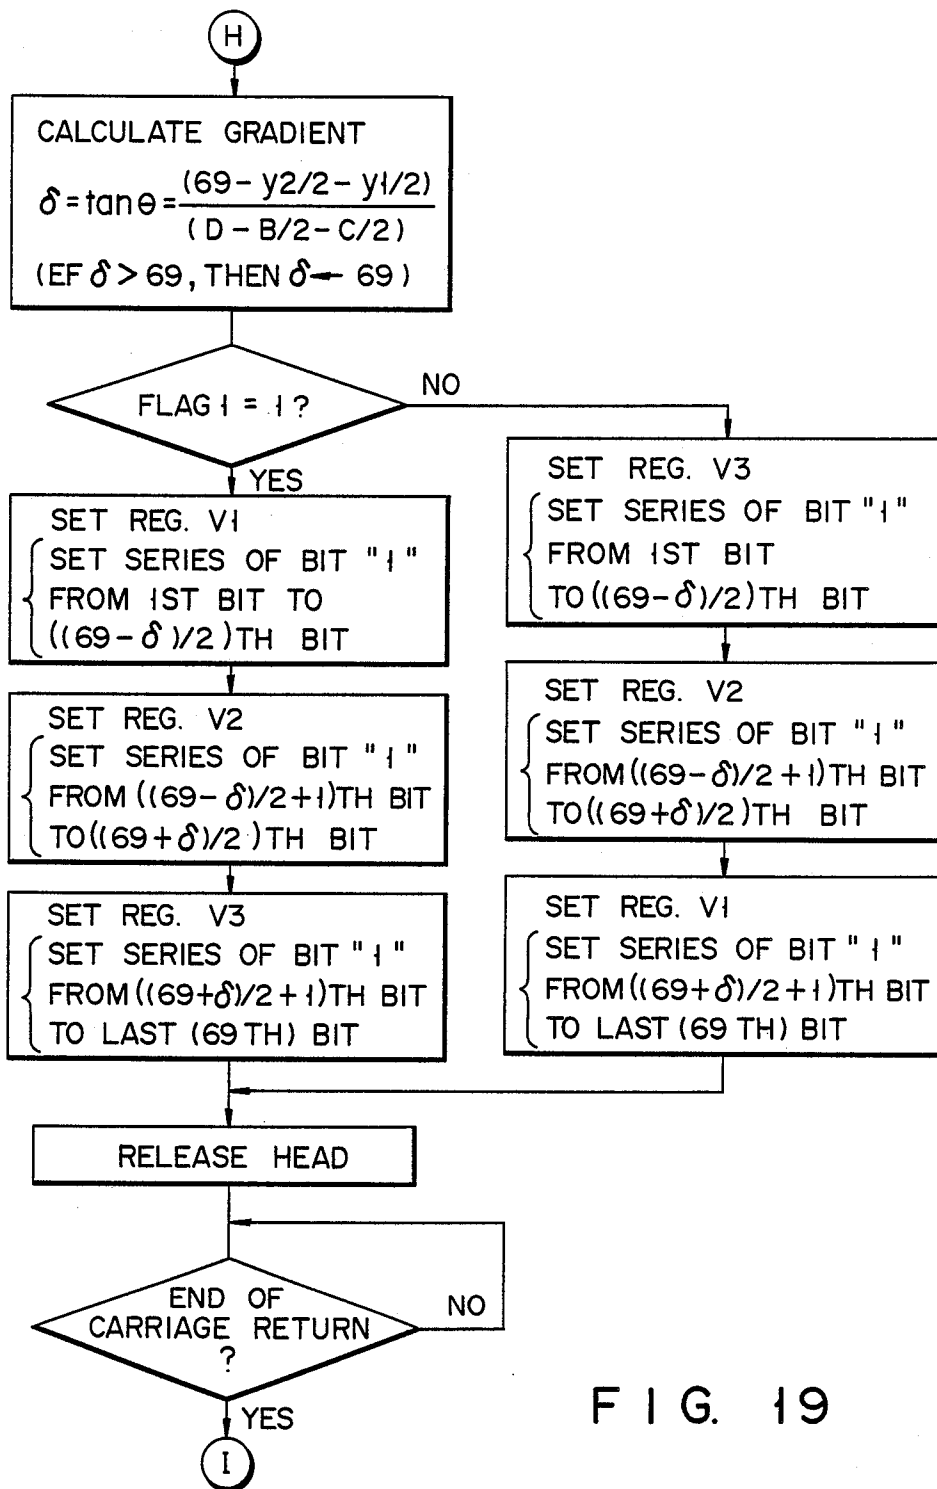 H
CALCULATE GRADIENT
δ = tanθ = (69 - y2/2 - y1/2) / (D - B/2 - C/2)
(EF δ > 69, THEN δ ← 69)
FLAG 1 = 1 ?
NO
YES
SET REG. V1
SET SERIES OF BIT "1"
FROM 1ST BIT TO
((69-δ)/2)TH BIT
SET REG. V2
SET SERIES OF BIT "1"
FROM ((69-δ)/2+1)TH BIT
TO((69+δ)/2)TH BIT
SET REG. V3
SET SERIES OF BIT "1"
FROM((69+δ)/2+1)TH BIT
TO LAST (69TH) BIT
SET REG. V3
SET SERIES OF BIT "1"
FROM 1ST BIT
TO((69-δ)/2)TH BIT
SET REG. V2
SET SERIES OF BIT "1"
FROM((69-δ)/2+1)TH BIT
TO((69+δ)/2)TH BIT
SET REG. V1
SET SERIES OF BIT "1"
FROM((69+δ)/2+1)TH BIT
TO LAST (69TH) BIT
RELEASE HEAD
END OF
CARRIAGE RETURN
?
NO
YES
I
FIG. 19